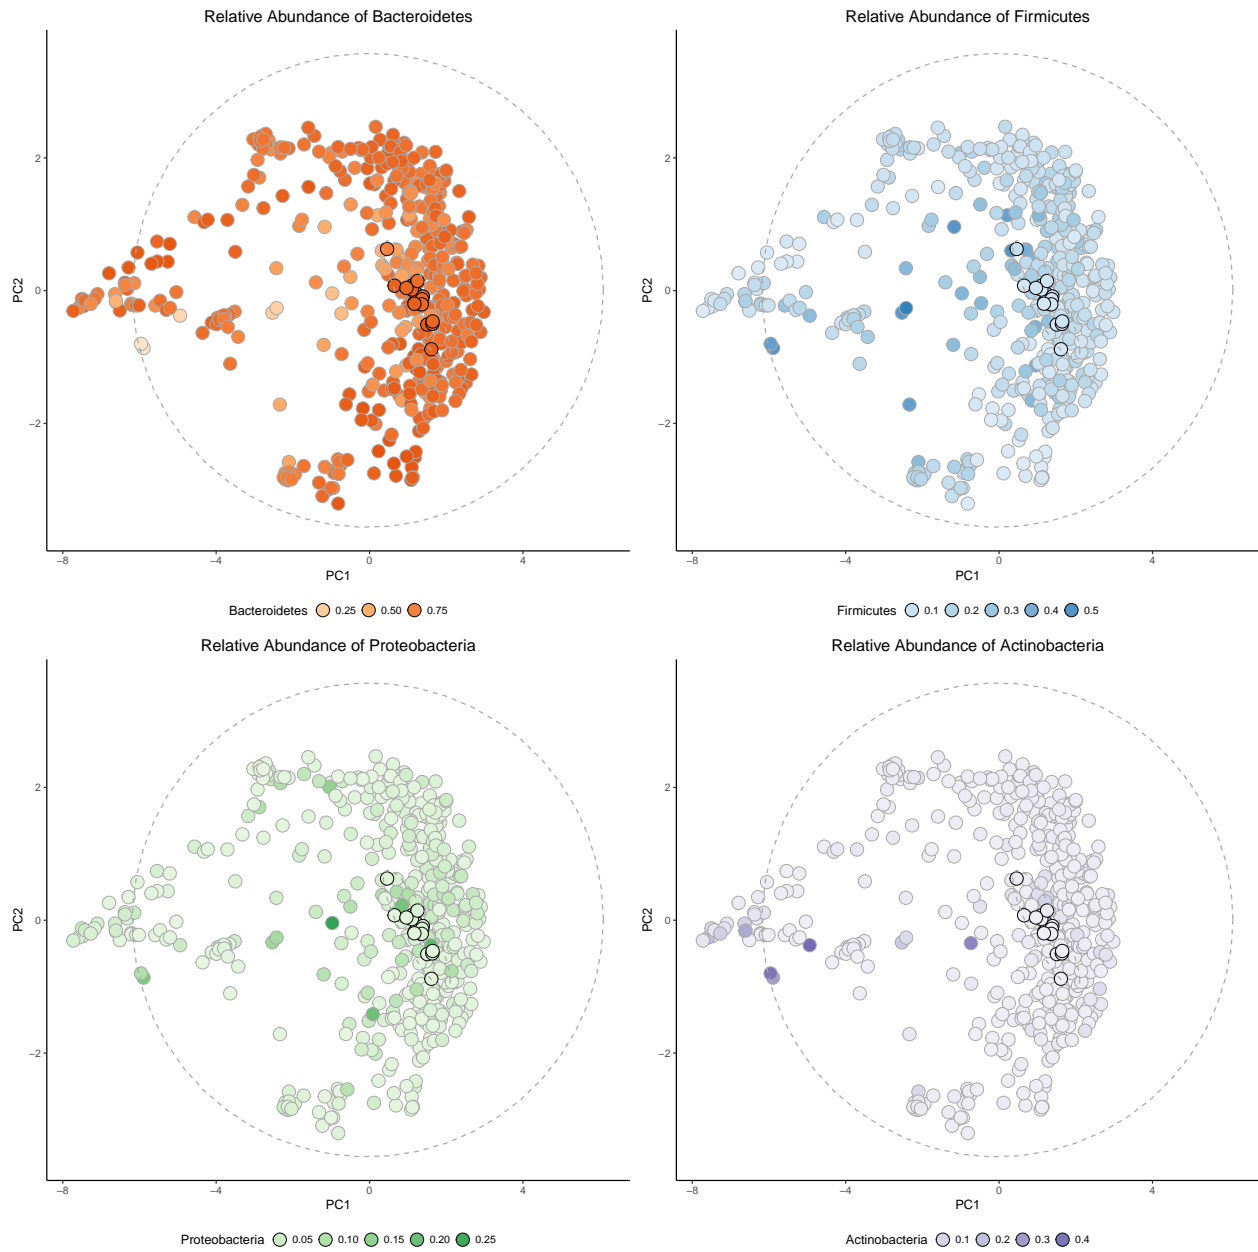 Relative Abundance of Bacteroidetes
2
0
−2
PC2
−8
−4
0
4
PC1
Bacteroidetes 0.25 0.50 0.75
Relative Abundance of Firmicutes
2
0
−2
PC2
−8
−4
0
4
PC1
Firmicutes 0.1 0.2 0.3 0.4 0.5
Relative Abundance of Proteobacteria
2
0
−2
PC2
−8
−4
0
4
PC1
Proteobacteria 0.05 0.10 0.15 0.20 0.25
Relative Abundance of Actinobacteria
2
0
−2
PC2
−8
−4
0
4
PC1
Actinobacteria 0.1 0.2 0.3 0.4